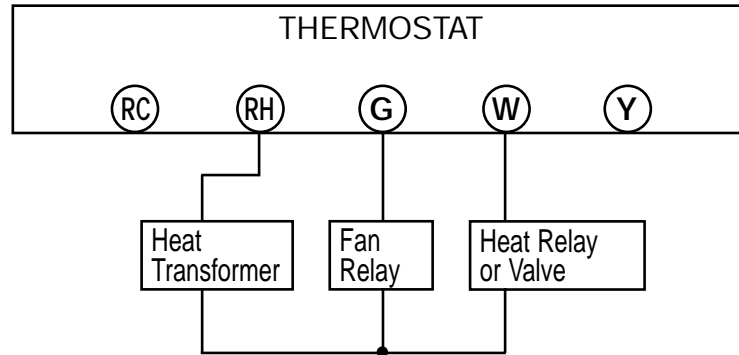 THERMOSTAT
RC RH G W Y
Heat
Transformer
Fan
Relay
Heat Relay
or Valve